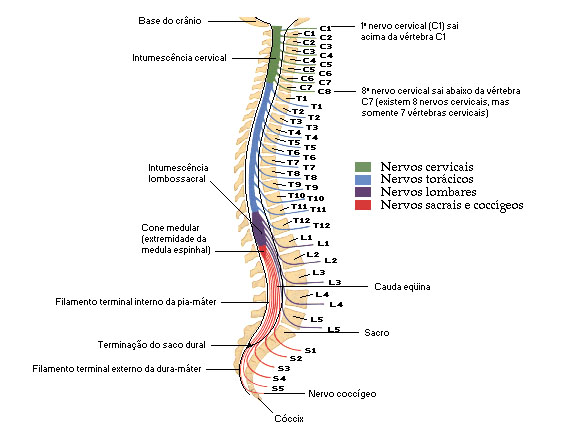 Base do crânio
1º nervo cervical (C1) sai
acima da vértebra C1
C1
C1
C2
C2
C3
C3
C4
C4
C5
C5
C6
C6
C7
C7
C8
Intumescência cervical
8º nervo cervical sai abaixo da vértebra
C7 (existem 8 nervos cervicais, mas
somente 7 vértebras cervicais)
T1
T1
T2
T2
T3
T3
T4
T4
T5
T5
T6
T6
T7
T7
T8
T8
T9
T9
T10
T10
T11
T11
T12
T12
Nervos cervicais
Nervos torácicos
Nervos lombares
Nervos sacrais e coccígeos
Intumescência
lombossacral
Cone medular
(extremidade da
medula espinhal)
L1
L1
L2
L2
L3
L3
L4
L4
L5
L5
Cauda eqüina
Filamento terminal interno da pia-máter
Sacro
Terminação do saco dural
S1
S2
S3
S4
S5
Filamento terminal externo da dura-máter
Nervo coccígeo
Cóccix